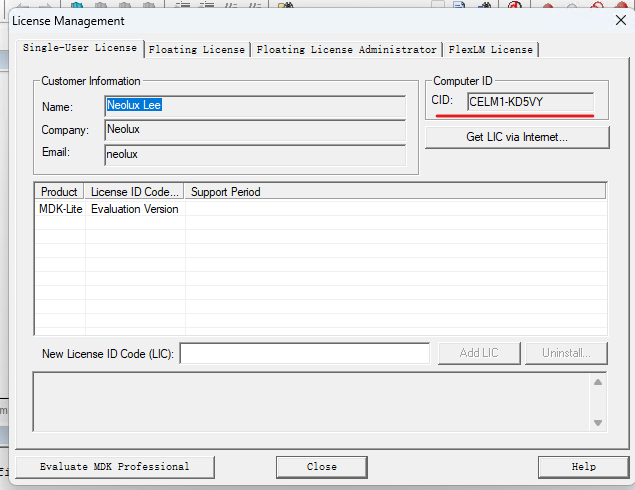 License Management
Single-User License Floating License Floating License Administrator FlexLM License
Customer Information
Name: Neolux Lee
Company: Neolux
Email: neolux
Computer ID
CID: CELM1-KD5VY
Get LIC via Internet...
Product License ID Code... Support Period
MDK-Lite Evaluation Version
New License ID Code (LIC): Add LIC Uninstall...
Evaluate MDK Professional Close Help